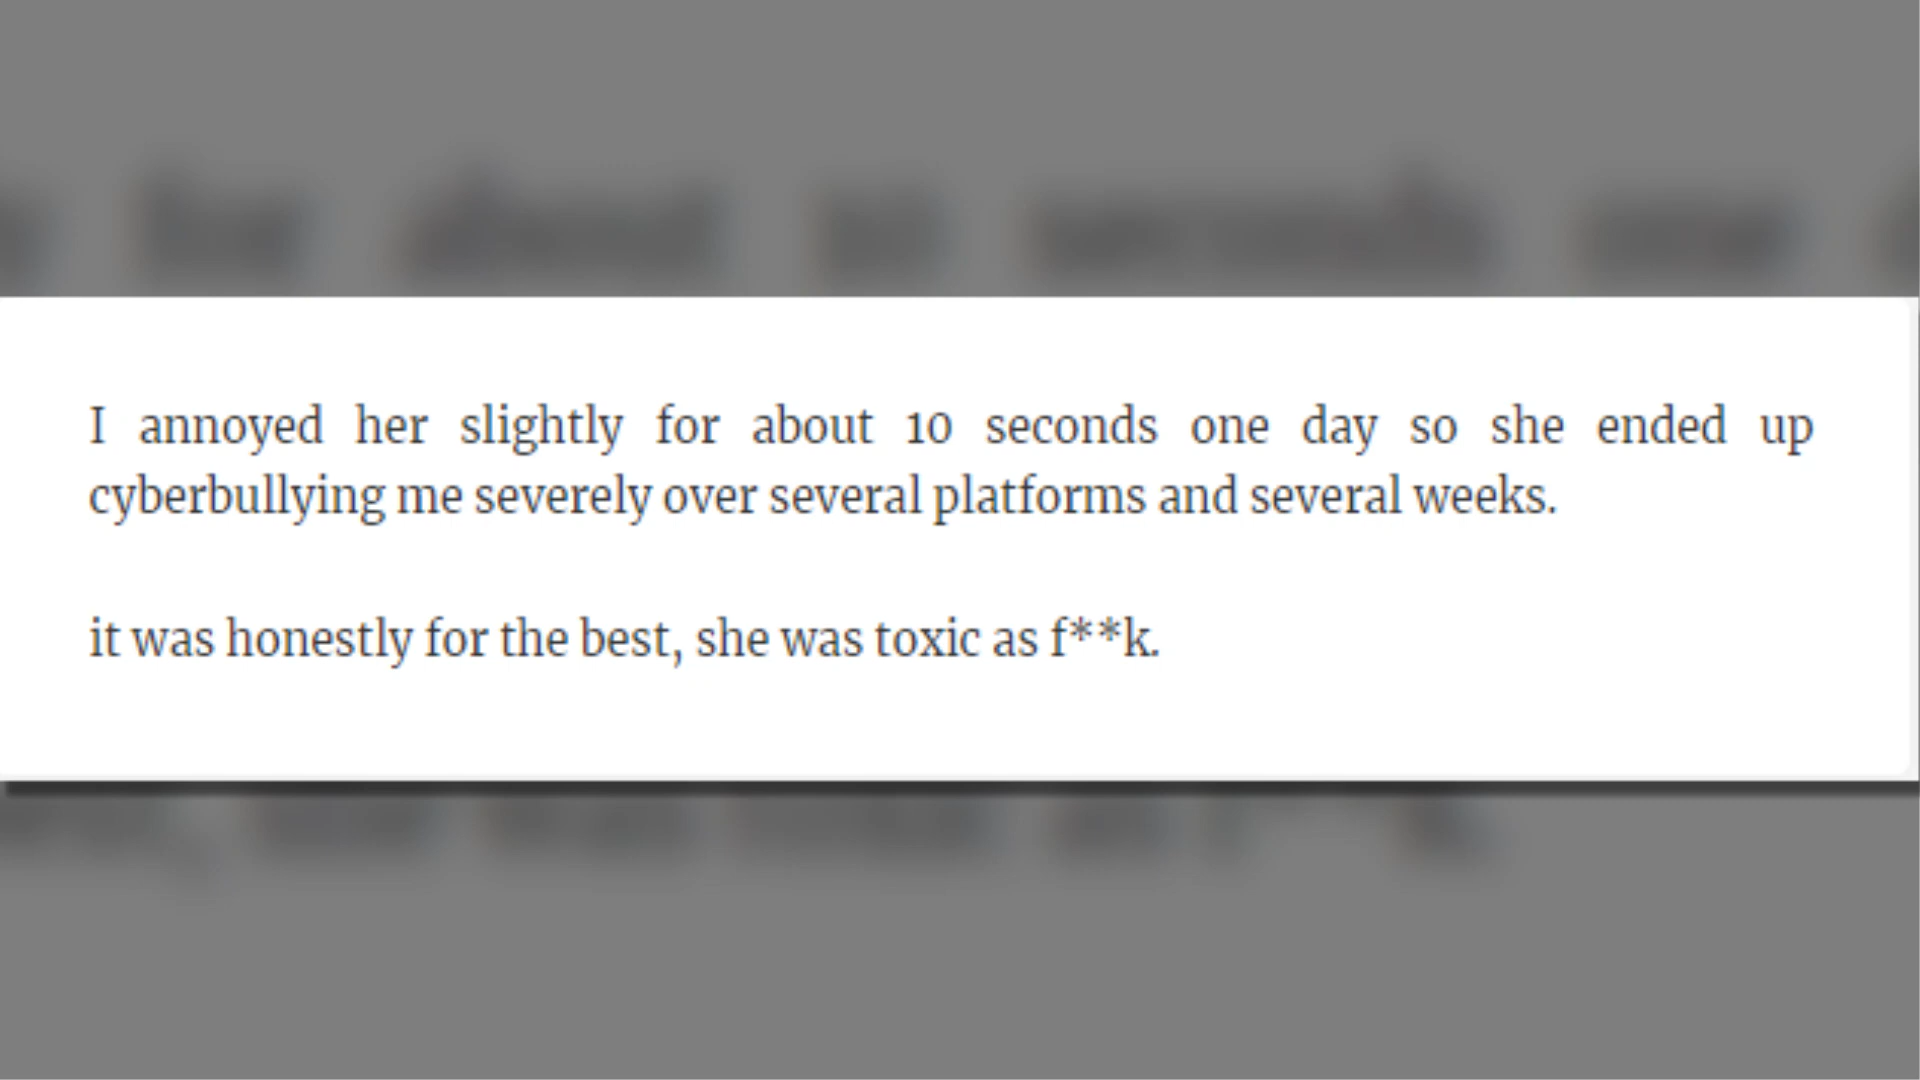 I annoyed her slightly for about 10 seconds one day so she ended up
cyberbullying me severely over several platforms and several weeks.
it was honestly for the best, she was toxic as f**k.